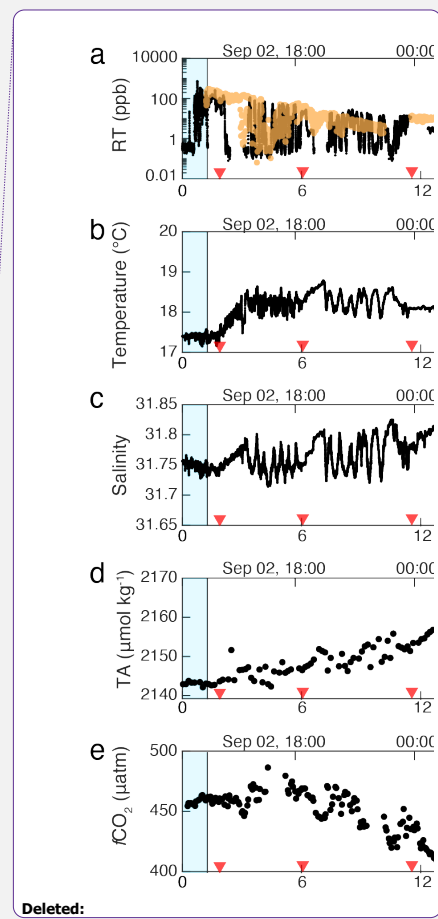 a
Sep 02, 18:00 00:00
10000
100
1
0.01
RT (ppb)
0 6 12
b
Sep 02, 18:00 00:00
20
19
18
17
Temperature (°C)
0 6 12
c
Sep 02, 18:00 00:00
31.85
31.8
31.75
31.7
31.65
Salinity
0 6 12
d
Sep 02, 18:00 00:00
2170
2160
2150
2140
TA (µmol kg⁻¹)
0 6 12
e
Sep 02, 18:00 00:00
500
450
400
fCO₂ (µatm)
0 6 12
Deleted: